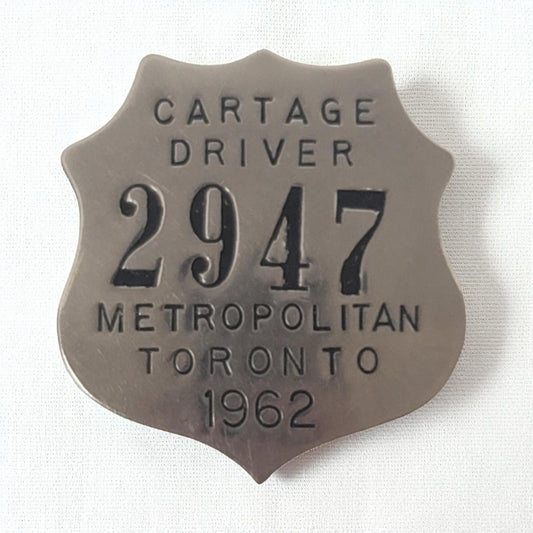 CARTAGE
DRIVER
2947
METROPOLITAN
TORONTO
1962